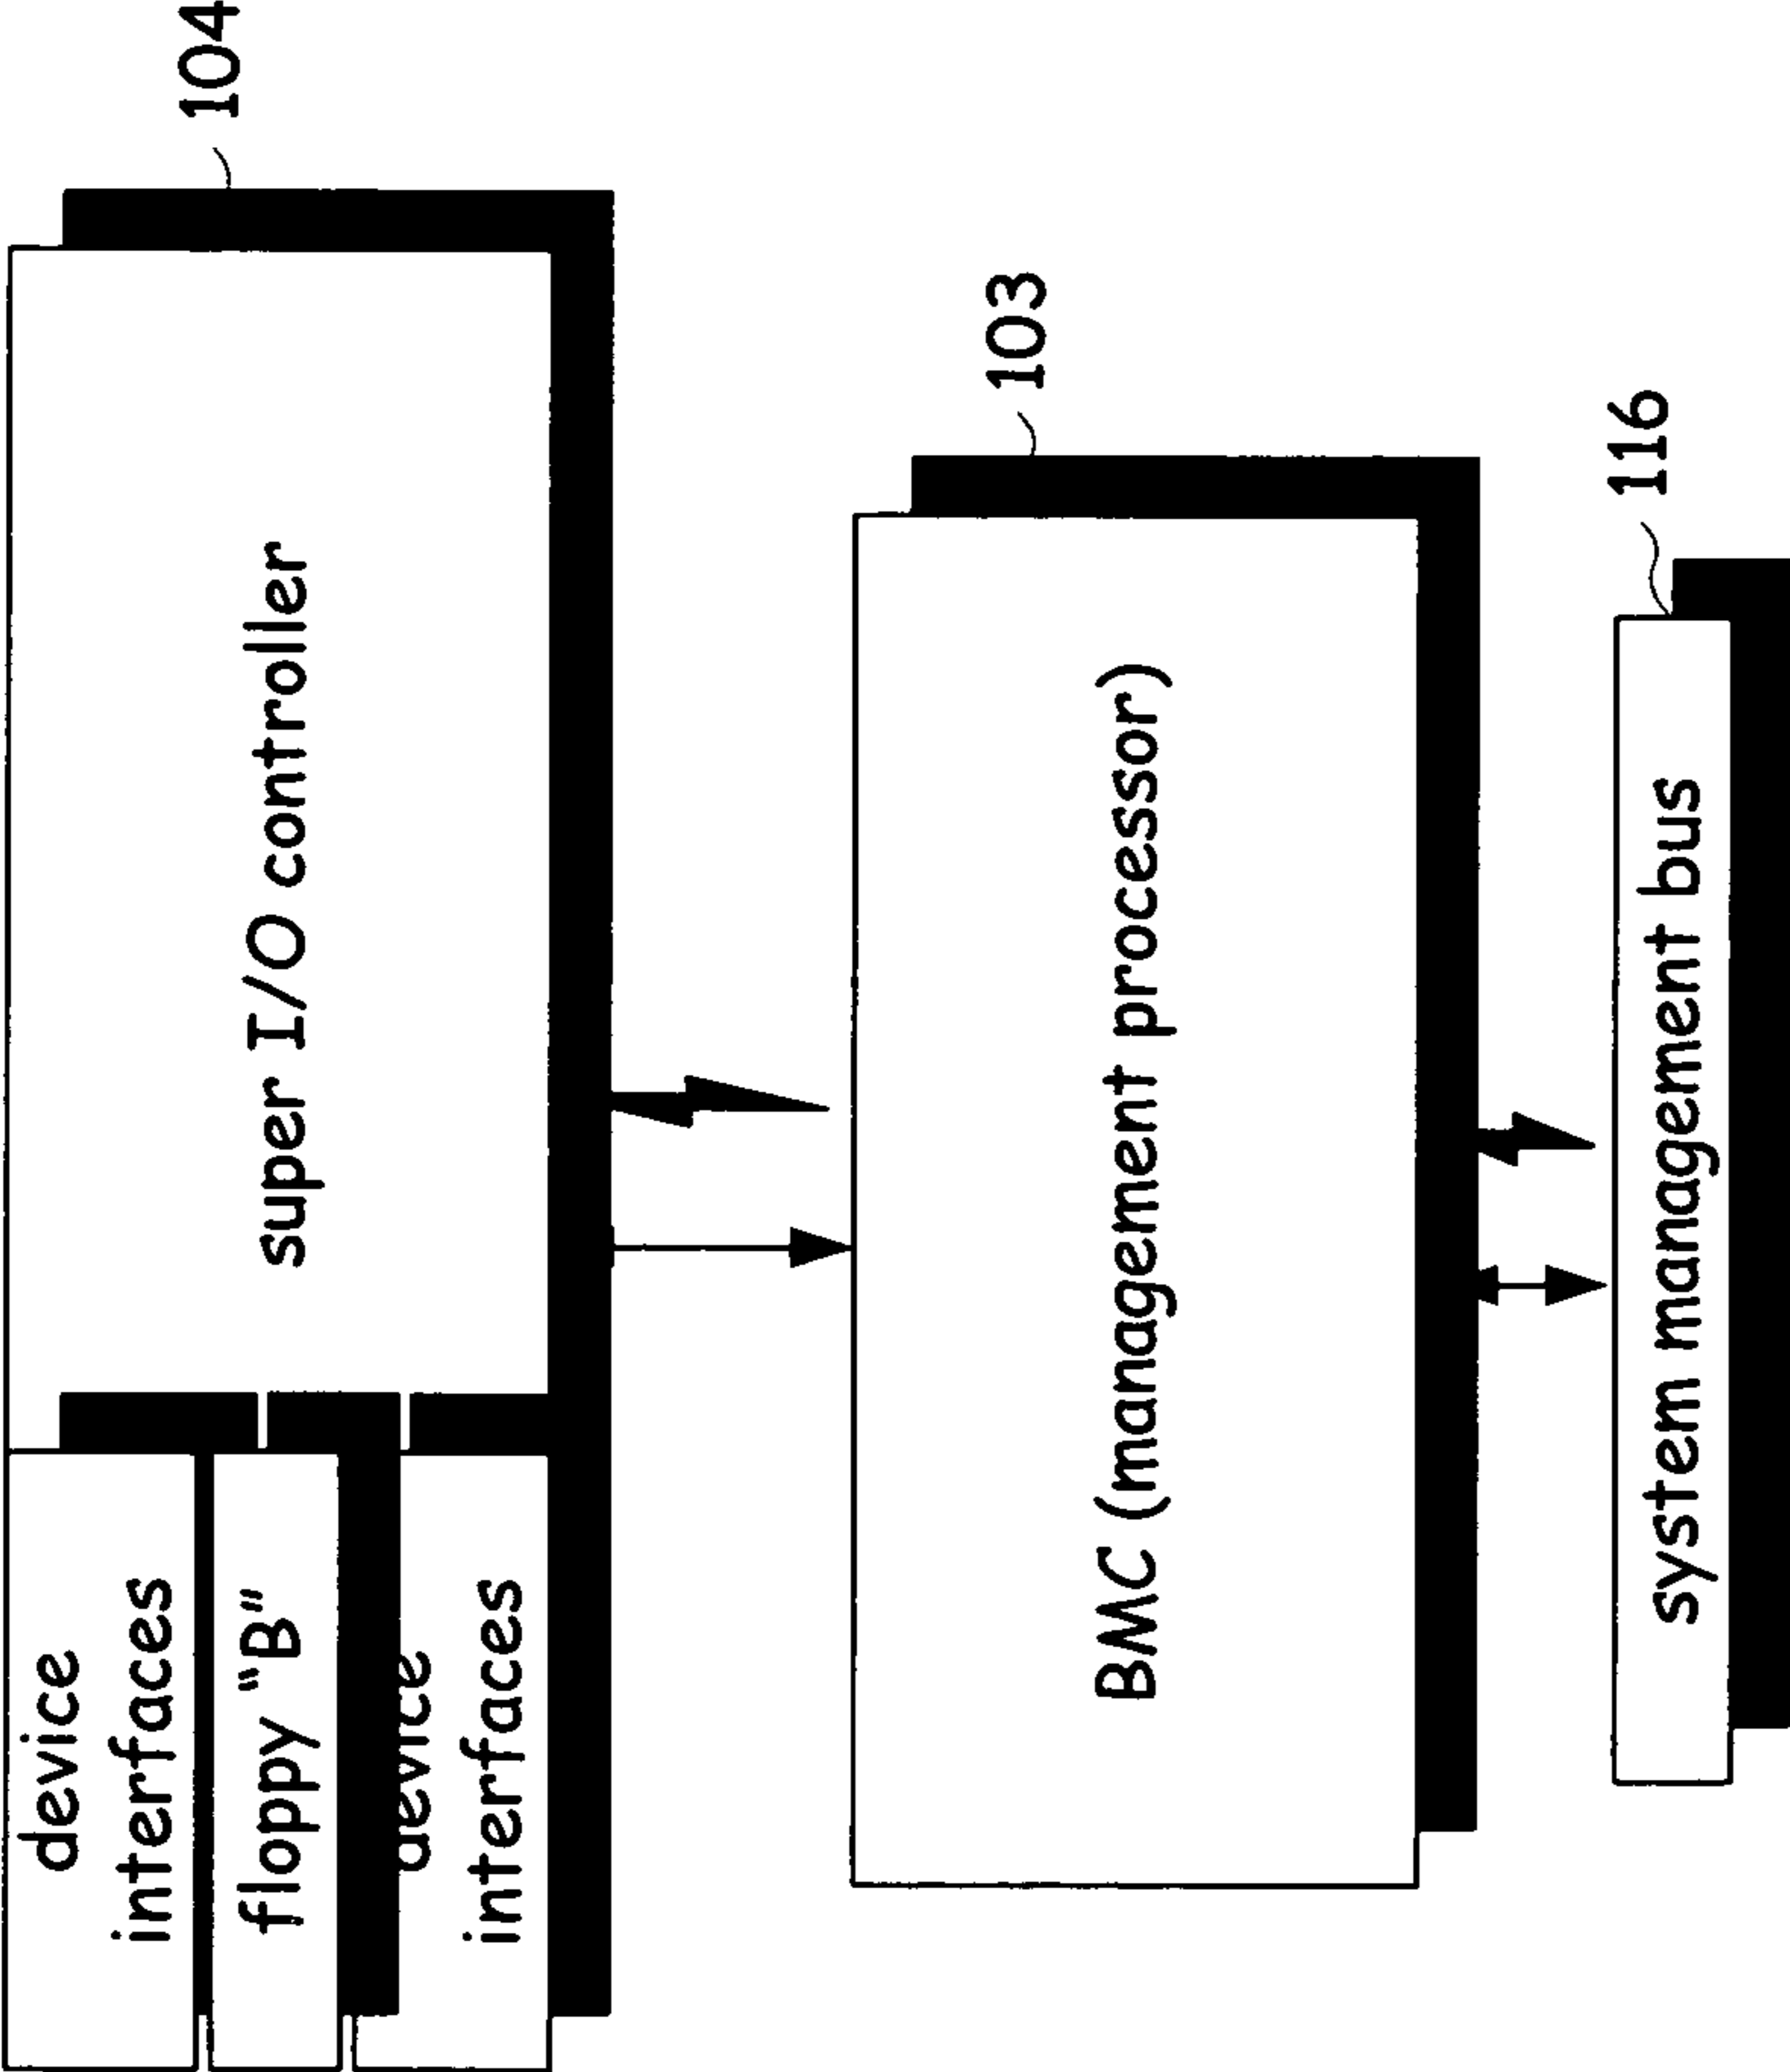 device
interfaces
floppy "B"
device
interfaces
super I/O controller
104
BMC (management processor)
103
system management bus
116